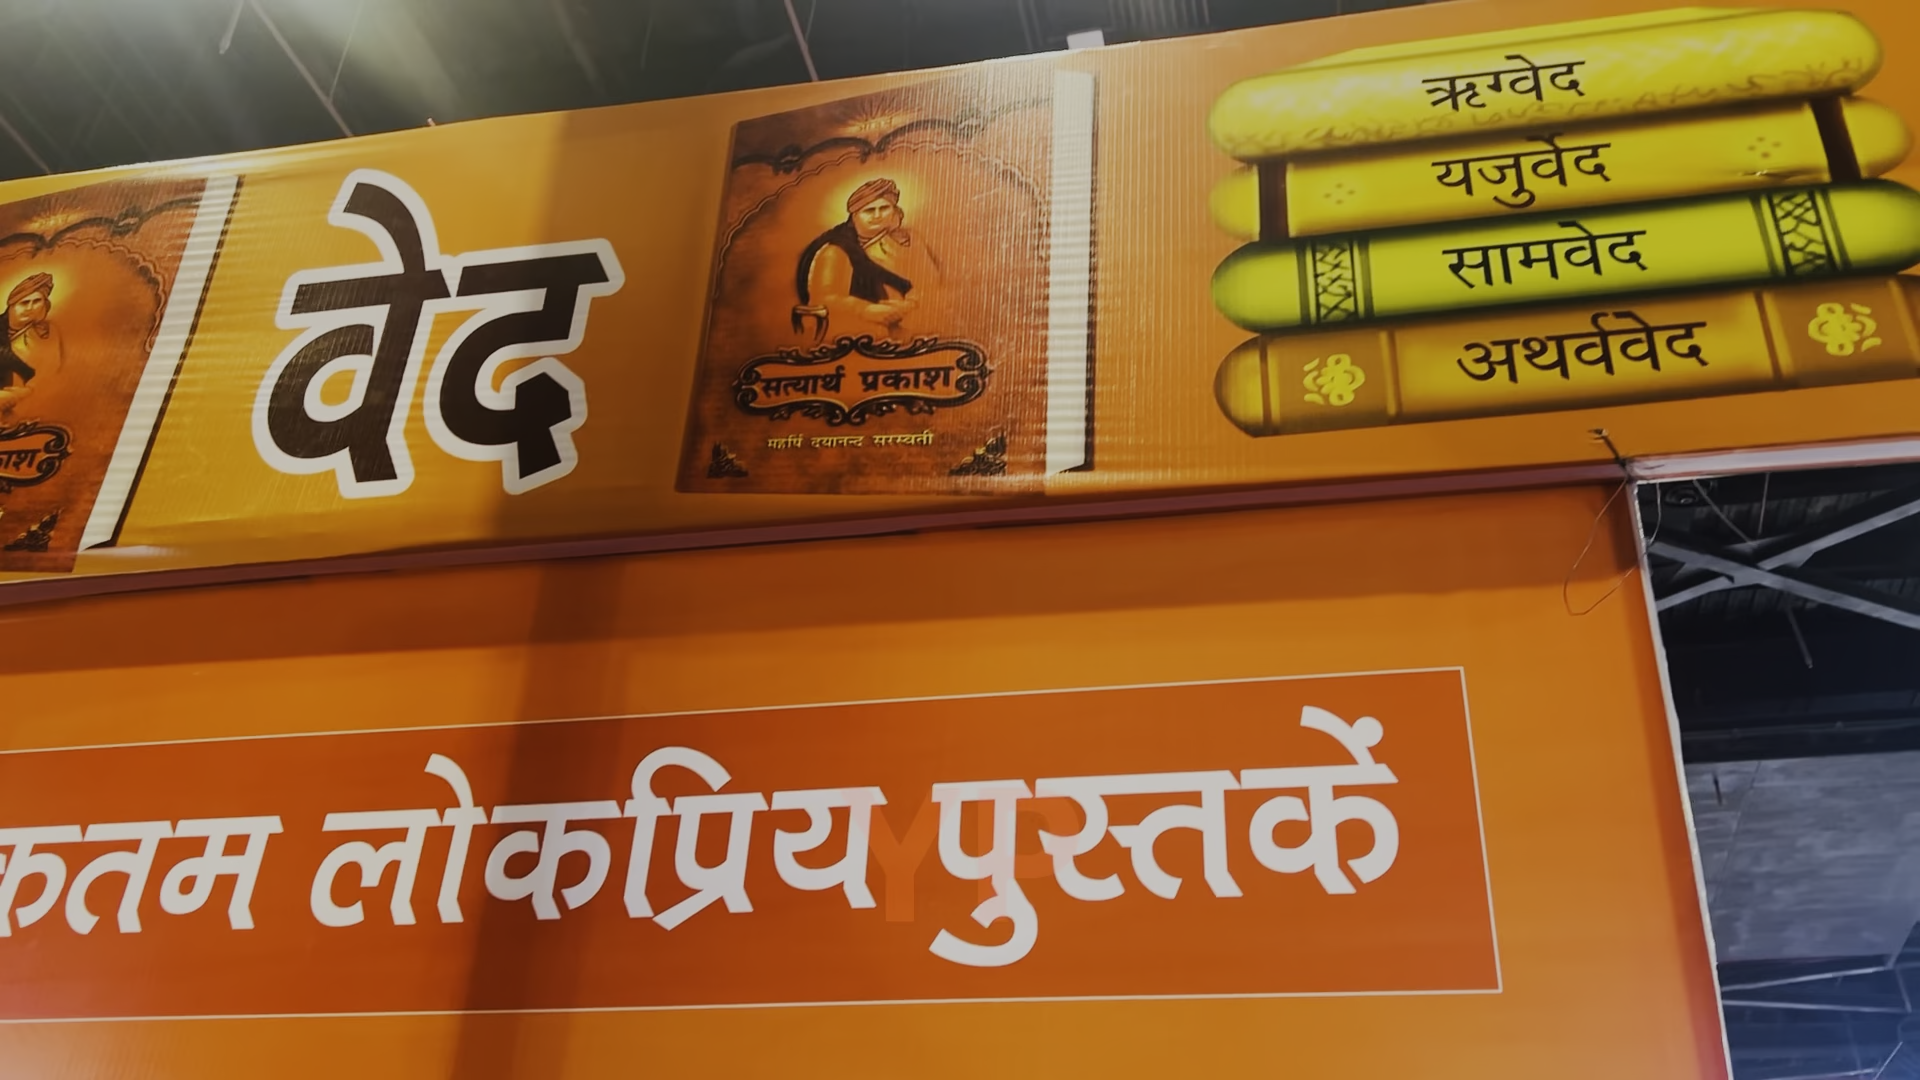 वेद
सत्यार्थ प्रकाश
महर्षि दयानन्द सरस्वती
ऋग्वेद
यजुर्वेद
सामवेद
अथर्ववेद
कतम लोकप्रिय पुस्तकें